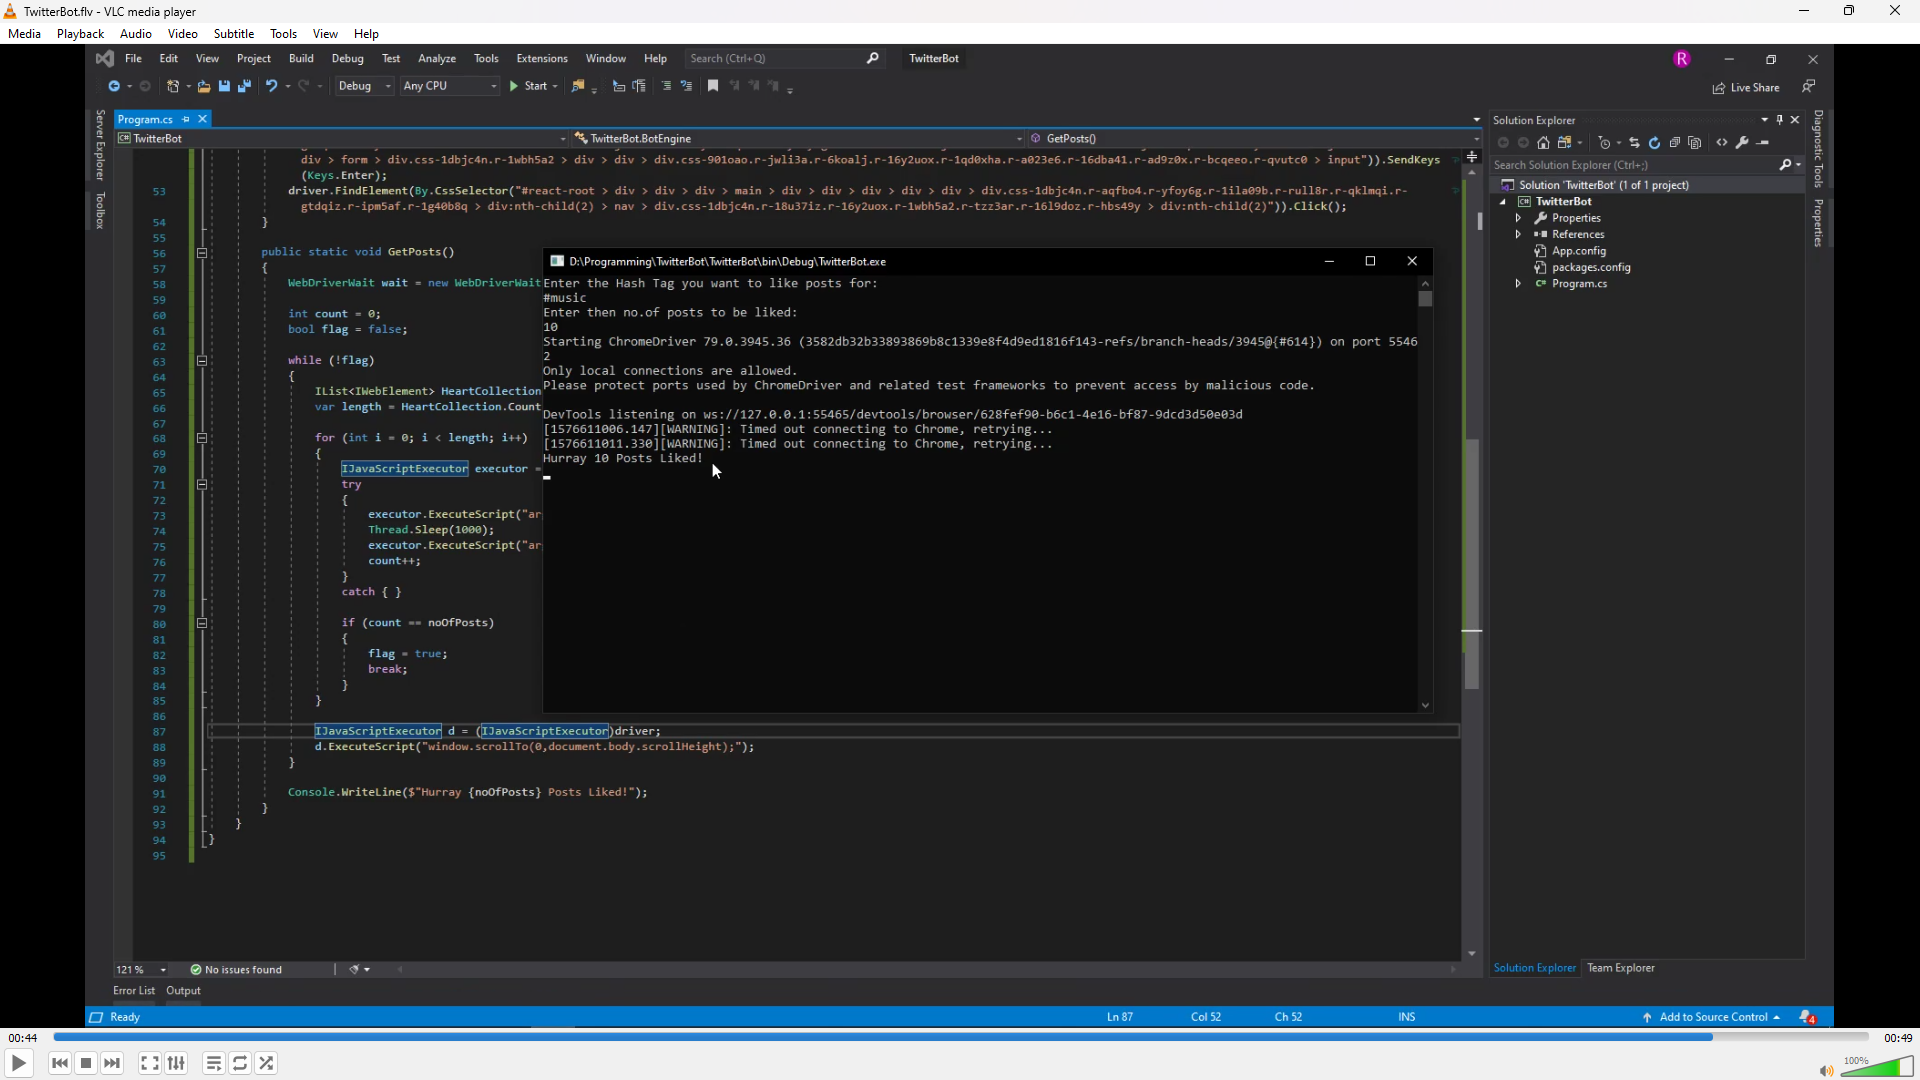 TwitterBot.flv - VLC media player
Media Playback Audio Video Subtitle Tools View Help
File Edit View Project Build Debug Test Analyze Tools Extensions Window Help Search (Ctrl+Q) TwitterBot R
Debug Any CPU Start Live Share
Program.cs
TwitterBot TwitterBot.BotEngine GetPosts()
Server Explorer
Toolbox
div > form > div.css-1dbjc4n.r-1wbh5a2 > div > div > div.css-901oao.r-jwli3a.r-6koalj.r-16y2uox.r-1qd0xha.r-a023e6.r-16dba41.r-ad9z0x.r-bcqeeo.r-qvutc0 > input")).SendKeys
(Keys.Enter);
53 driver.FindElement(By.CssSelector("#react-root > div > div > div > main > div > div > div > div > div > div.css-1dbjc4n.r-aqfbo4.r-yfoy6g.r-1ila09b.r-rull8r.r-qklmqi.r-
gtdqiz.r-ipm5af.r-1g40b8q > div:nth-child(2) > nav > div.css-1dbjc4n.r-18u37iz.r-16y2uox.r-1wbh5a2.r-tzz3ar.r-16l9doz.r-hbs49y > div:nth-child(2)")).Click();
54 }
55
56 public static void GetPosts()
57 {
58 WebDriverWait wait = new WebDriverWait
59
60 int count = 0;
61 bool flag = false;
62
63 while (!flag)
64 {
65 IList<IWebElement> HeartCollection
66 var length = HeartCollection.Count
67
68 for (int i = 0; i < length; i++)
69 {
70 IJavaScriptExecutor executor =
71 try
72 {
73 executor.ExecuteScript("ar
74 Thread.Sleep(1000);
75 executor.ExecuteScript("ar
76 count++;
77 }
78 catch { }
79
80 if (count == noOfPosts)
81 {
82 flag = true;
83 break;
84 }
85 }
86
87 IJavaScriptExecutor d = (IJavaScriptExecutor)driver;
88 d.ExecuteScript("window.scrollTo(0,document.body.scrollHeight);");
89 }
90
91 Console.WriteLine($"Hurray {noOfPosts} Posts Liked!");
92 }
93 }
94 }
95
D:\Programming\TwitterBot\TwitterBot\bin\Debug\TwitterBot.exe
Enter the Hash Tag you want to like posts for:
#music
Enter then no.of posts to be liked:
10
Starting ChromeDriver 79.0.3945.36 (3582db32b33893869b8c1339e8f4d9ed1816f143-refs/branch-heads/3945@{#614}) on port 5546
2
Only local connections are allowed.
Please protect ports used by ChromeDriver and related test frameworks to prevent access by malicious code.
DevTools listening on ws://127.0.0.1:55465/devtools/browser/628fef90-b6c1-4e16-bf87-9dcd3d50e03d
[1576611006.147][WARNING]: Timed out connecting to Chrome, retrying...
[1576611011.330][WARNING]: Timed out connecting to Chrome, retrying...
Hurray 10 Posts Liked!
Solution Explorer
Search Solution Explorer (Ctrl+;)
Solution 'TwitterBot' (1 of 1 project)
C# TwitterBot
Properties
References
App.config
packages.config
C# Program.cs
Solution Explorer Team Explorer
Diagnostic Tools
Properties
121 % No issues found
Error List Output
Ready Ln 87 Col 52 Ch 52 INS Add to Source Control 4
00:44 00:49
100%